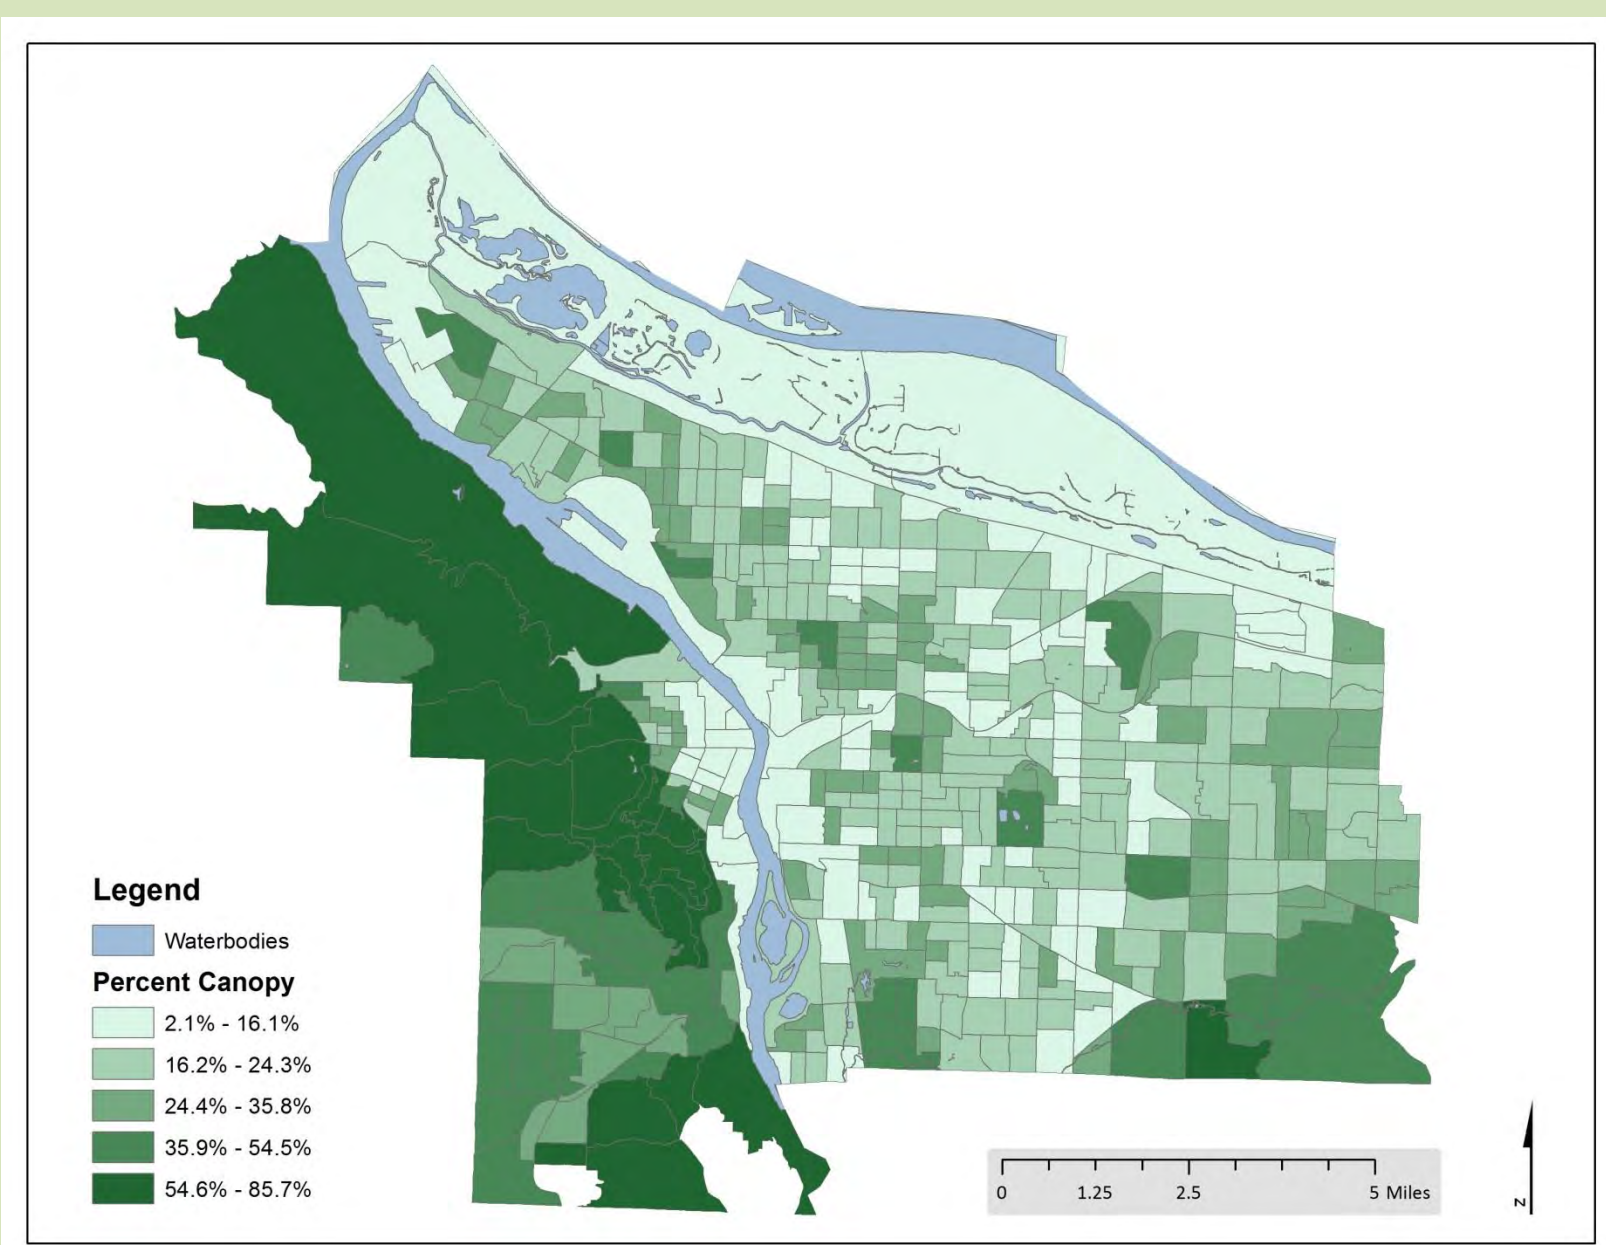 Legend
Waterbodies
Percent Canopy
2.1% - 16.1%
16.2% - 24.3%
24.4% - 35.8%
35.9% - 54.5%
54.6% - 85.7%
0 1.25 2.5 5 Miles
N